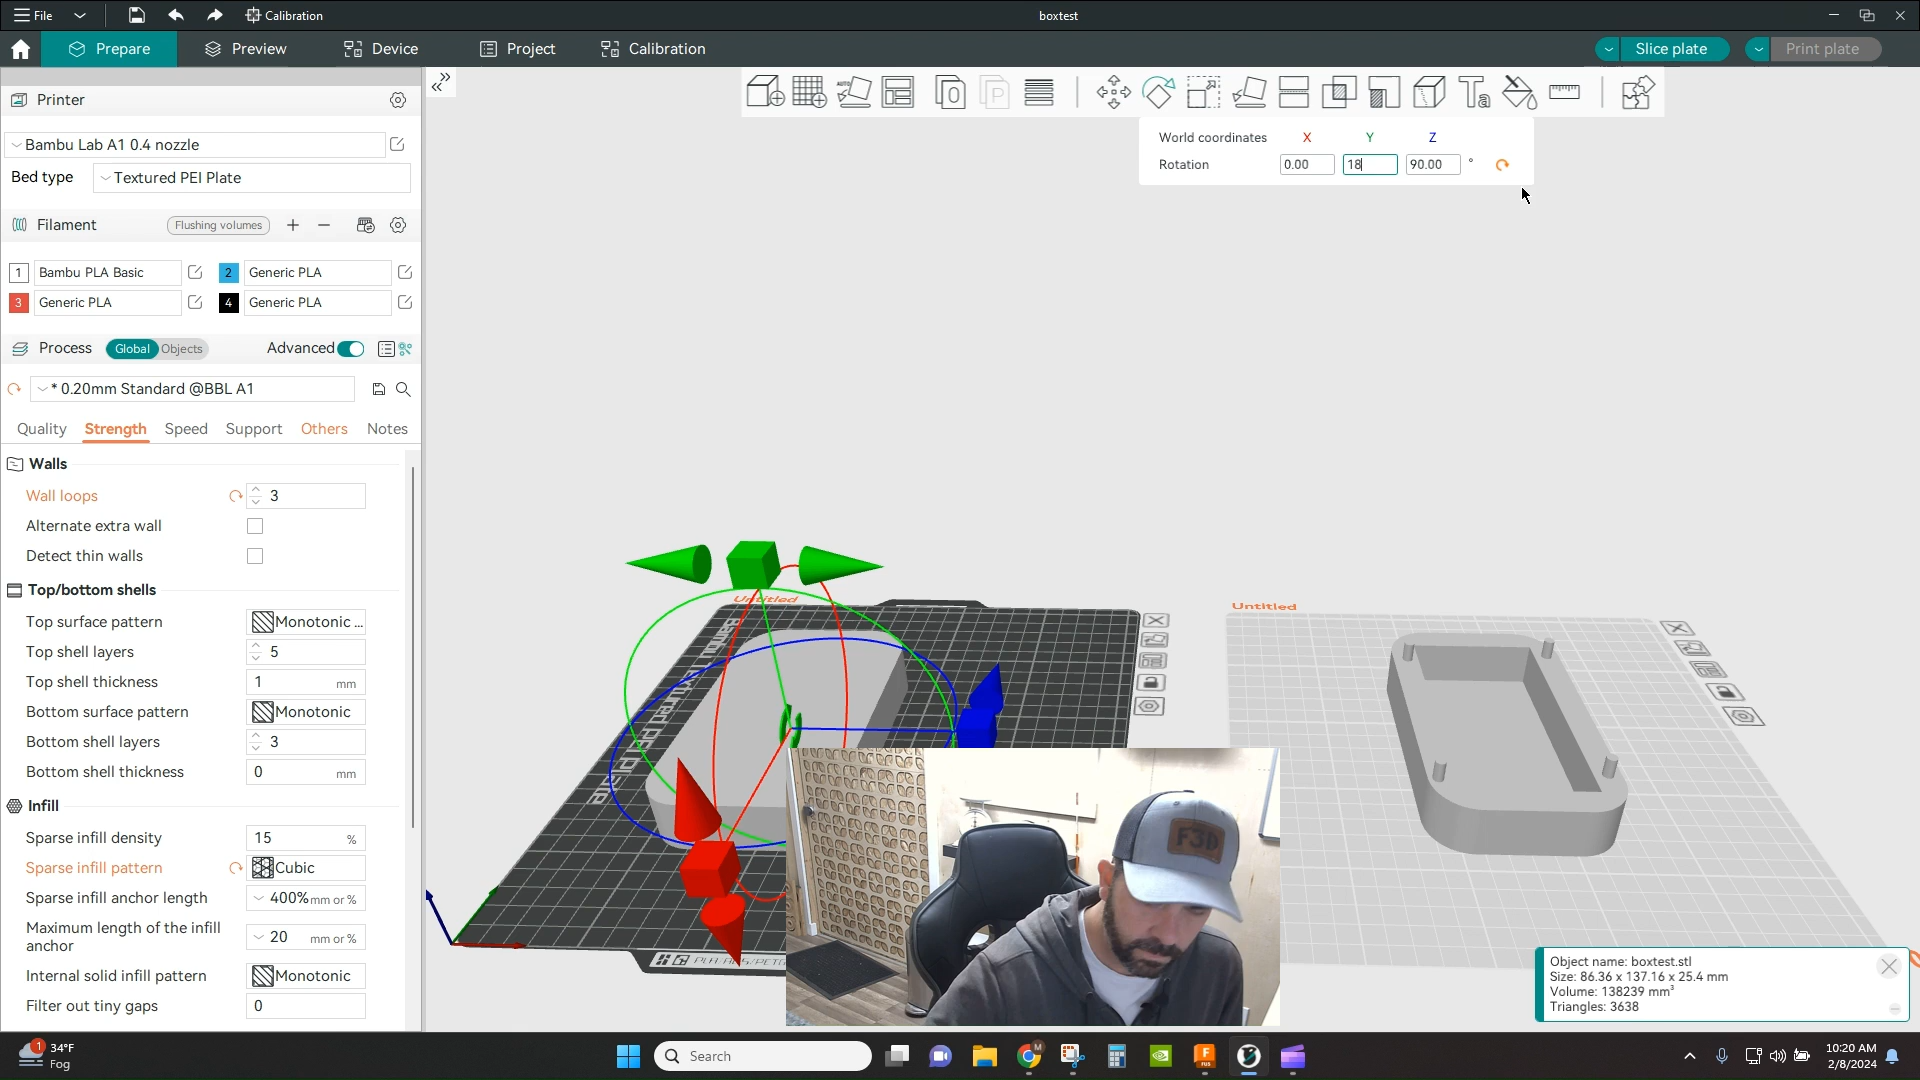 File
Calibration
boxtest
Prepare
Preview
Device
Project
Calibration
Slice plate
Print plate
Printer
Bambu Lab A1 0.4 nozzle
Bed type
Textured PEI Plate
World coordinates X Y Z
Rotation 0.00 18 90.00 °
Filament
Flushing volumes
1 Bambu PLA Basic
2 Generic PLA
3 Generic PLA
4 Generic PLA
Process
Global Objects
Advanced
* 0.20mm Standard @BBL A1
Quality Strength Speed Support Others Notes
Walls
Wall loops 3
Alternate extra wall
Detect thin walls
Top/bottom shells
Top surface pattern Monotonic ...
Top shell layers 5
Top shell thickness 1 mm
Bottom surface pattern Monotonic
Bottom shell layers 3
Bottom shell thickness 0 mm
Infill
Sparse infill density 15 %
Sparse infill pattern Cubic
Sparse infill anchor length 400% mm or %
Maximum length of the infill
anchor 20 mm or %
Internal solid infill pattern Monotonic
Filter out tiny gaps 0
Untitled
Untitled
F3D
Object name: boxtest.stl
Size: 86.36 x 137.16 x 25.4 mm
Volume: 138239 mm³
Triangles: 3638
1
34°F
Fog
Search
M
10:20 AM
2/8/2024